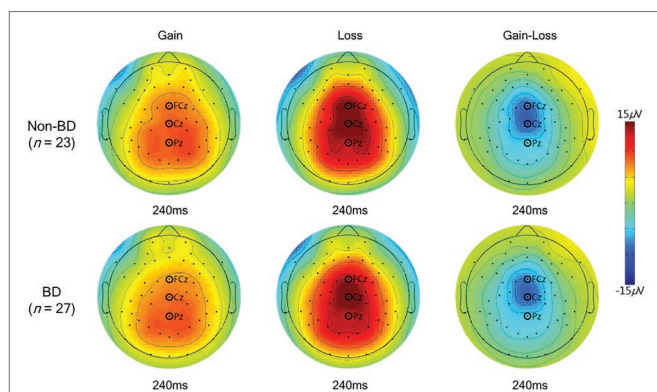 Gain Loss Gain-Loss
Non-BD
(n = 23)
FCz FCz FCz
Cz Cz Cz
Pz Pz Pz
15µV
240ms 240ms 240ms
BD
(n = 27)
FCz FCz FCz
Cz Cz Cz
Pz Pz Pz
-15µV
240ms 240ms 240ms